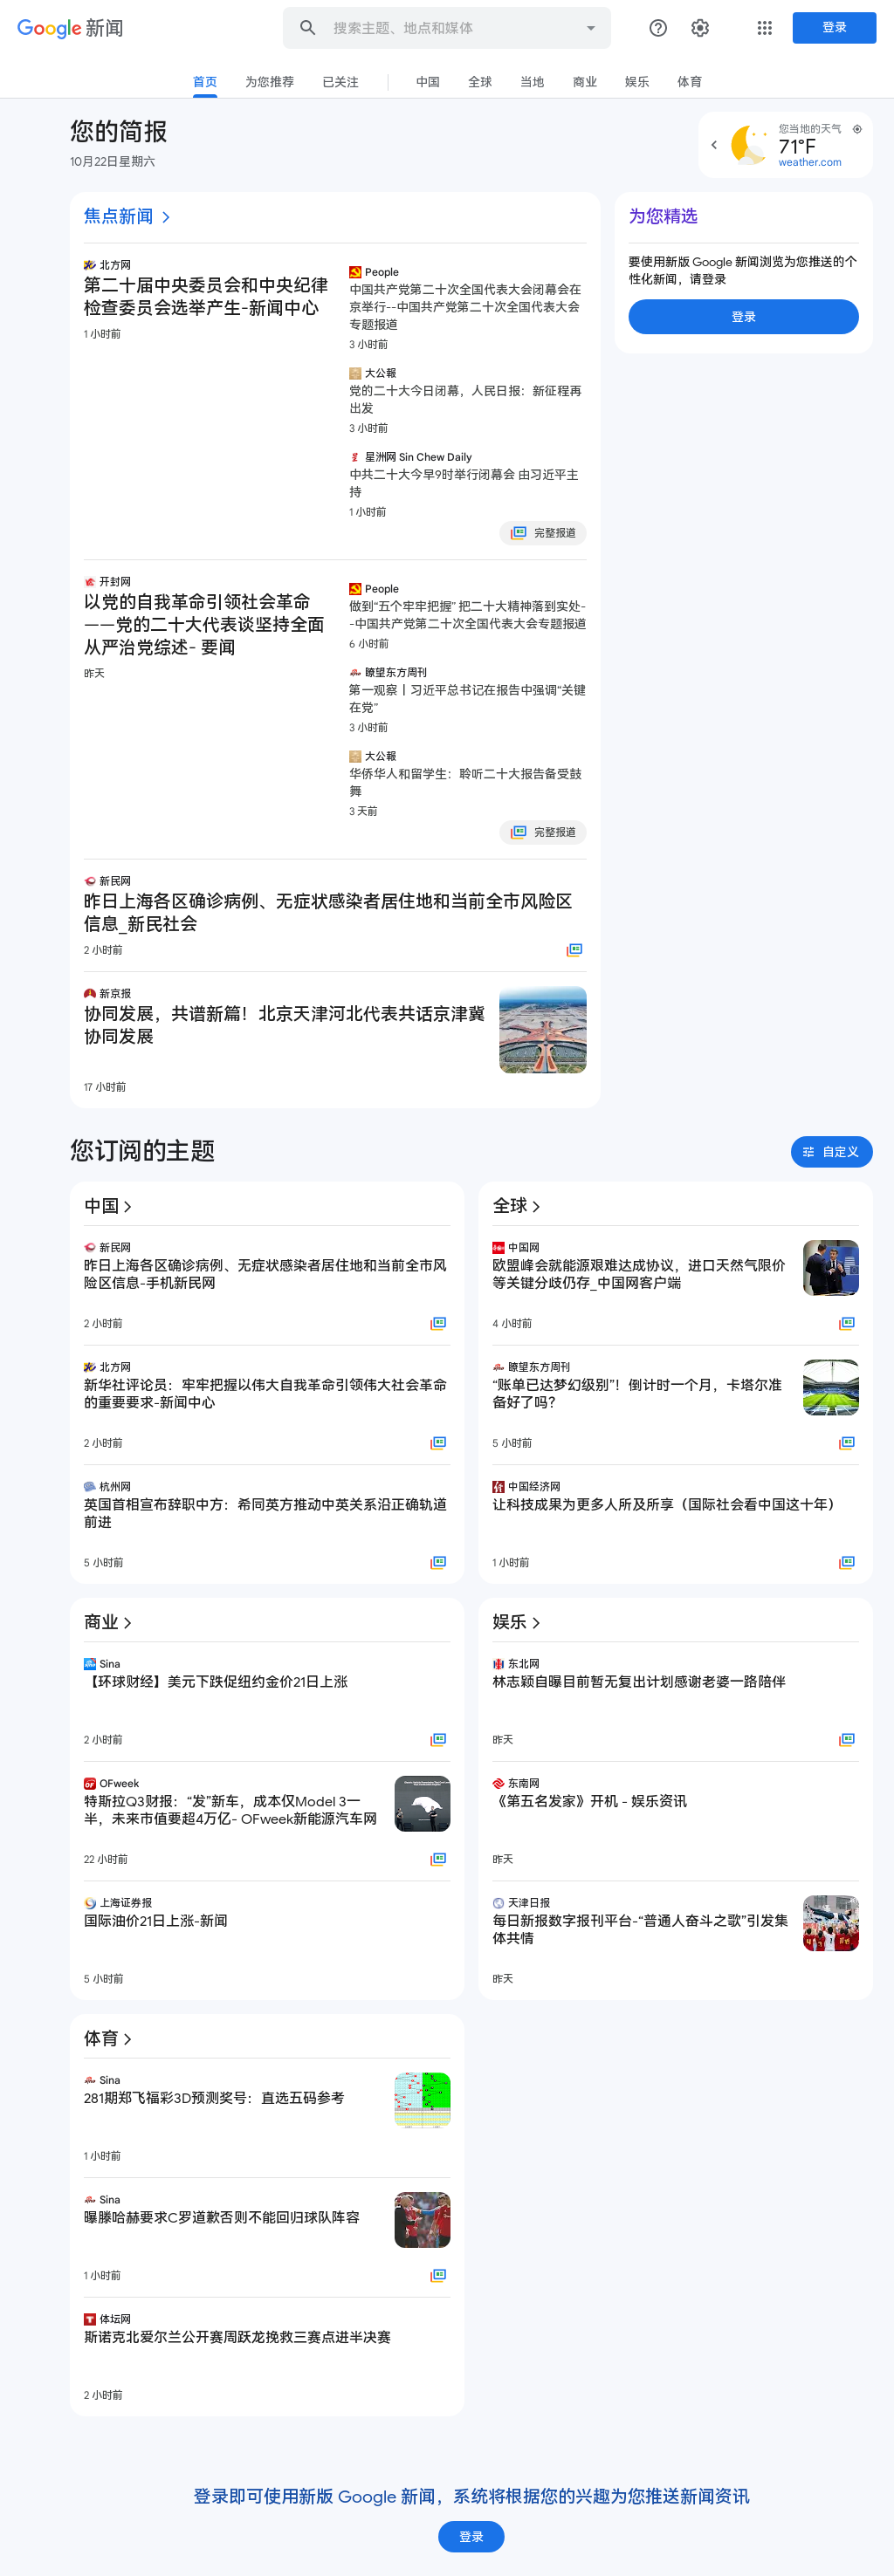 Google 新闻
搜索主题、地点和媒体
登录
首页
为您推荐
已关注
中国
全球
当地
商业
娱乐
体育
您的简报
10月22日星期六
您当地的天气
71°F
weather.com
焦点新闻
北方网
第二十届中央委员会和中央纪律
检查委员会选举产生-新闻中心
1 小时前
People
中国共产党第二十次全国代表大会闭幕会在
京举行--中国共产党第二十次全国代表大会
专题报道
3 小时前
大公報
党的二十大今日闭幕，人民日报：新征程再
出发
3 小时前
星洲网 Sin Chew Daily
中共二十大今早9时举行闭幕会 由习近平主
持
1 小时前
完整报道
开封网
以党的自我革命引领社会革命
——党的二十大代表谈坚持全面
从严治党综述- 要闻
昨天
People
做到“五个牢牢把握” 把二十大精神落到实处-
-中国共产党第二十次全国代表大会专题报道
6 小时前
瞭望东方周刊
第一观察丨习近平总书记在报告中强调“关键
在党”
3 小时前
大公報
华侨华人和留学生：聆听二十大报告备受鼓
舞
3 天前
完整报道
新民网
昨日上海各区确诊病例、无症状感染者居住地和当前全市风险区
信息_新民社会
2 小时前
新京报
协同发展，共谱新篇！北京天津河北代表共话京津冀
协同发展
17 小时前
为您精选
要使用新版 Google 新闻浏览为您推送的个
性化新闻，请登录
登录
您订阅的主题
自定义
中国
新民网
昨日上海各区确诊病例、无症状感染者居住地和当前全市风
险区信息-手机新民网
2 小时前
北方网
新华社评论员：牢牢把握以伟大自我革命引领伟大社会革命
的重要要求-新闻中心
2 小时前
杭州网
英国首相宣布辞职中方：希同英方推动中英关系沿正确轨道
前进
5 小时前
全球
中国网
欧盟峰会就能源艰难达成协议，进口天然气限价
等关键分歧仍存_中国网客户端
4 小时前
瞭望东方周刊
“账单已达梦幻级别”！倒计时一个月，卡塔尔准
备好了吗？
5 小时前
中国经济网
让科技成果为更多人所及所享（国际社会看中国这十年）
1 小时前
商业
Sina
【环球财经】美元下跌促纽约金价21日上涨
2 小时前
OFweek
特斯拉Q3财报：“发”新车，成本仅Model 3一
半，未来市值要超4万亿- OFweek新能源汽车网
22 小时前
上海证券报
国际油价21日上涨-新闻
5 小时前
娱乐
东北网
林志颖自曝目前暂无复出计划感谢老婆一路陪伴
昨天
东南网
《第五名发家》开机 - 娱乐资讯
昨天
天津日报
每日新报数字报刊平台-“普通人奋斗之歌”引发集
体共情
昨天
体育
Sina
281期郑飞福彩3D预测奖号：直选五码参考
1 小时前
Sina
曝滕哈赫要求C罗道歉否则不能回归球队阵容
1 小时前
体坛网
斯诺克北爱尔兰公开赛周跃龙挽救三赛点进半决赛
2 小时前
登录即可使用新版 Google 新闻，系统将根据您的兴趣为您推送新闻资讯
登录